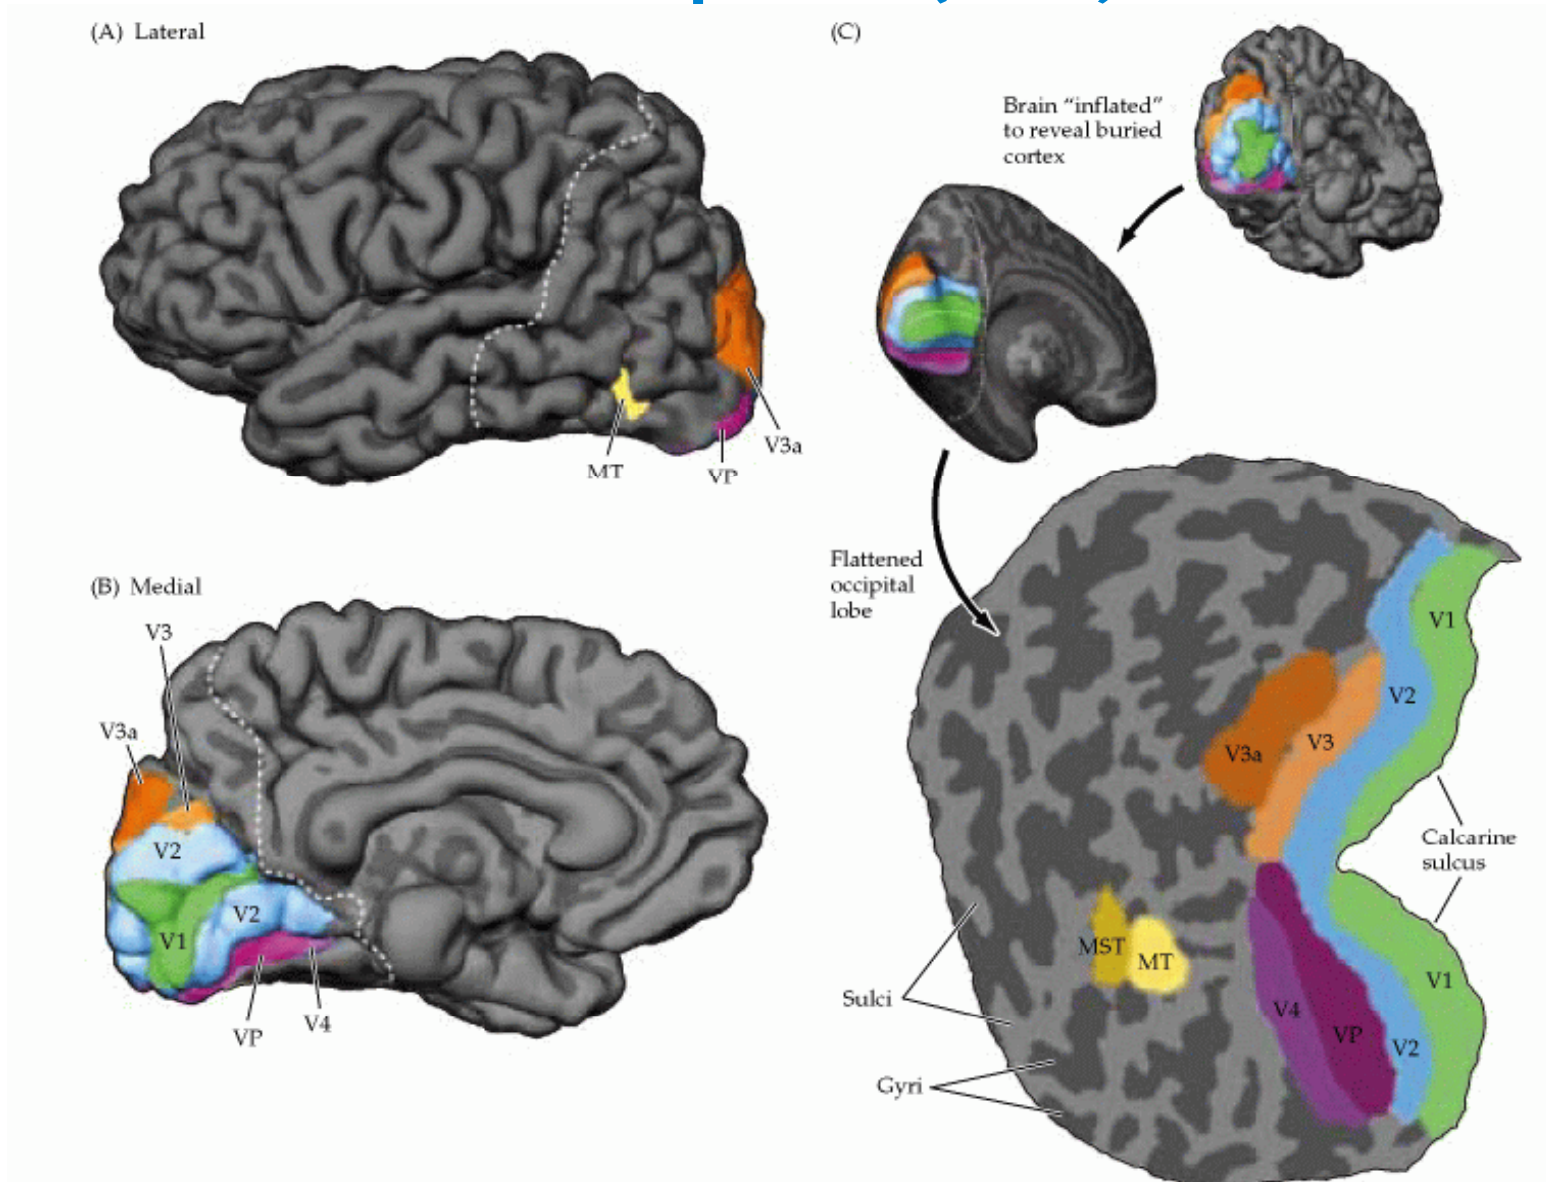 (A) Lateral
MT
VP
V3a
(B) Medial
V3
V3a
V2
V2
V1
VP
V4
(C)
Brain “inflated”
to reveal buried
cortex
Flattened
occipital
lobe
V1
V2
V3
V3a
Calcarine
sulcus
MST
MT
V1
V4
VP
V2
Sulci
Gyri